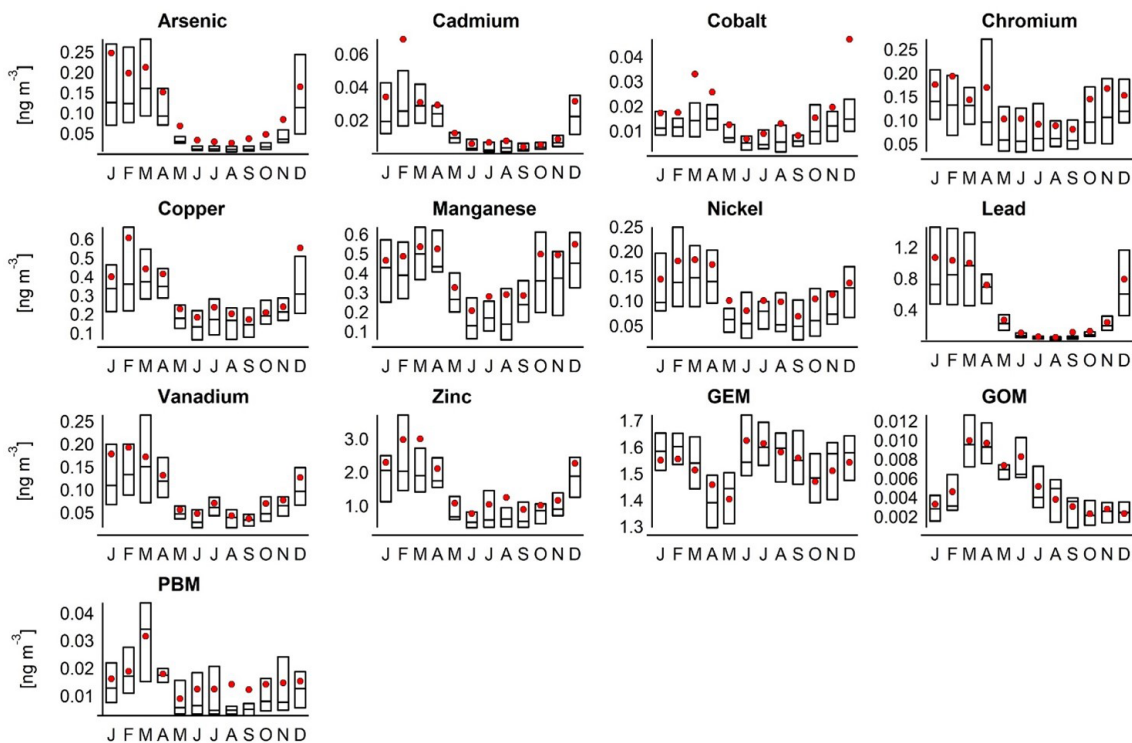 Arsenic Cadmium Cobalt Chromium
[ng m⁻³]
0.25 0.20 0.15 0.10 0.05
0.06 0.04 0.02
0.04 0.03 0.02 0.01
0.25 0.20 0.15 0.10 0.05
J F M A M J J A S O N D J F M A M J J A S O N D J F M A M J J A S O N D J F M A M J J A S O N D
Copper Manganese Nickel Lead
[ng m⁻³]
0.6 0.5 0.4 0.3 0.2 0.1
0.6 0.5 0.4 0.3 0.2 0.1
0.25 0.20 0.15 0.10 0.05
1.2 0.8 0.4
J F M A M J J A S O N D J F M A M J J A S O N D J F M A M J J A S O N D J F M A M J J A S O N D
Vanadium Zinc GEM GOM
[ng m⁻³]
0.25 0.20 0.15 0.10 0.05
3.0 2.0 1.0
1.7 1.6 1.5 1.4 1.3
0.012 0.010 0.008 0.006 0.004 0.002
J F M A M J J A S O N D J F M A M J J A S O N D J F M A M J J A S O N D J F M A M J J A S O N D
PBM
[ng m⁻³]
0.04 0.03 0.02 0.01
J F M A M J J A S O N D